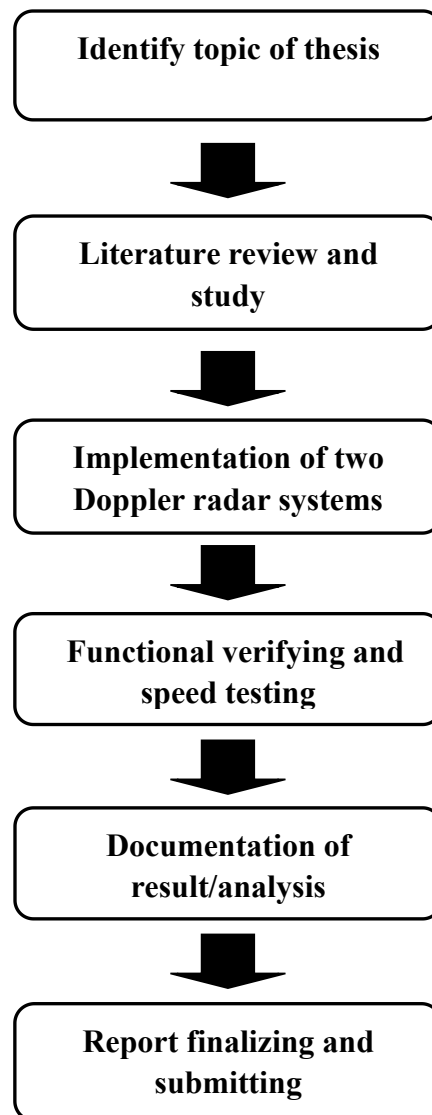 Identify topic of thesis
Literature review and
study
Implementation of two
Doppler radar systems
Functional verifying and
speed testing
Documentation of
result/analysis
Report finalizing and
submitting